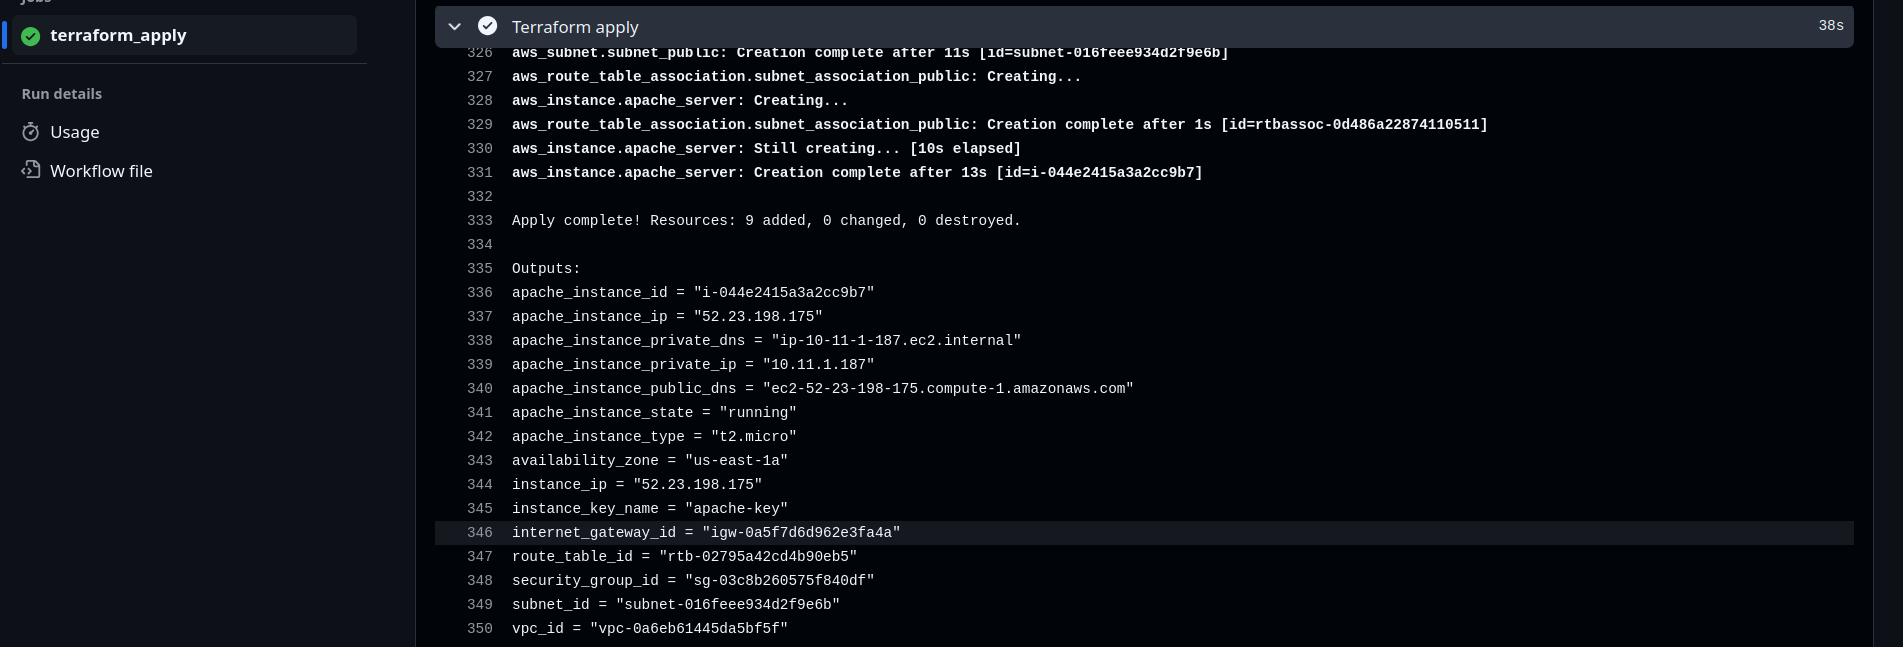 Jobs
terraform_apply
Run details
Usage
Workflow file
Terraform apply 38s
326 aws_subnet.subnet_public: Creation complete after 11s [id=subnet-016feee934d2f9e6b]
327 aws_route_table_association.subnet_association_public: Creating...
328 aws_instance.apache_server: Creating...
329 aws_route_table_association.subnet_association_public: Creation complete after 1s [id=rtbassoc-0d486a22874110511]
330 aws_instance.apache_server: Still creating... [10s elapsed]
331 aws_instance.apache_server: Creation complete after 13s [id=i-044e2415a3a2cc9b7]
332
333 Apply complete! Resources: 9 added, 0 changed, 0 destroyed.
334
335 Outputs:
336 apache_instance_id = "i-044e2415a3a2cc9b7"
337 apache_instance_ip = "52.23.198.175"
338 apache_instance_private_dns = "ip-10-11-1-187.ec2.internal"
339 apache_instance_private_ip = "10.11.1.187"
340 apache_instance_public_dns = "ec2-52-23-198-175.compute-1.amazonaws.com"
341 apache_instance_state = "running"
342 apache_instance_type = "t2.micro"
343 availability_zone = "us-east-1a"
344 instance_ip = "52.23.198.175"
345 instance_key_name = "apache-key"
346 internet_gateway_id = "igw-0a5f7d6d962e3fa4a"
347 route_table_id = "rtb-02795a42cd4b90eb5"
348 security_group_id = "sg-03c8b260575f840df"
349 subnet_id = "subnet-016feee934d2f9e6b"
350 vpc_id = "vpc-0a6eb61445da5bf5f"